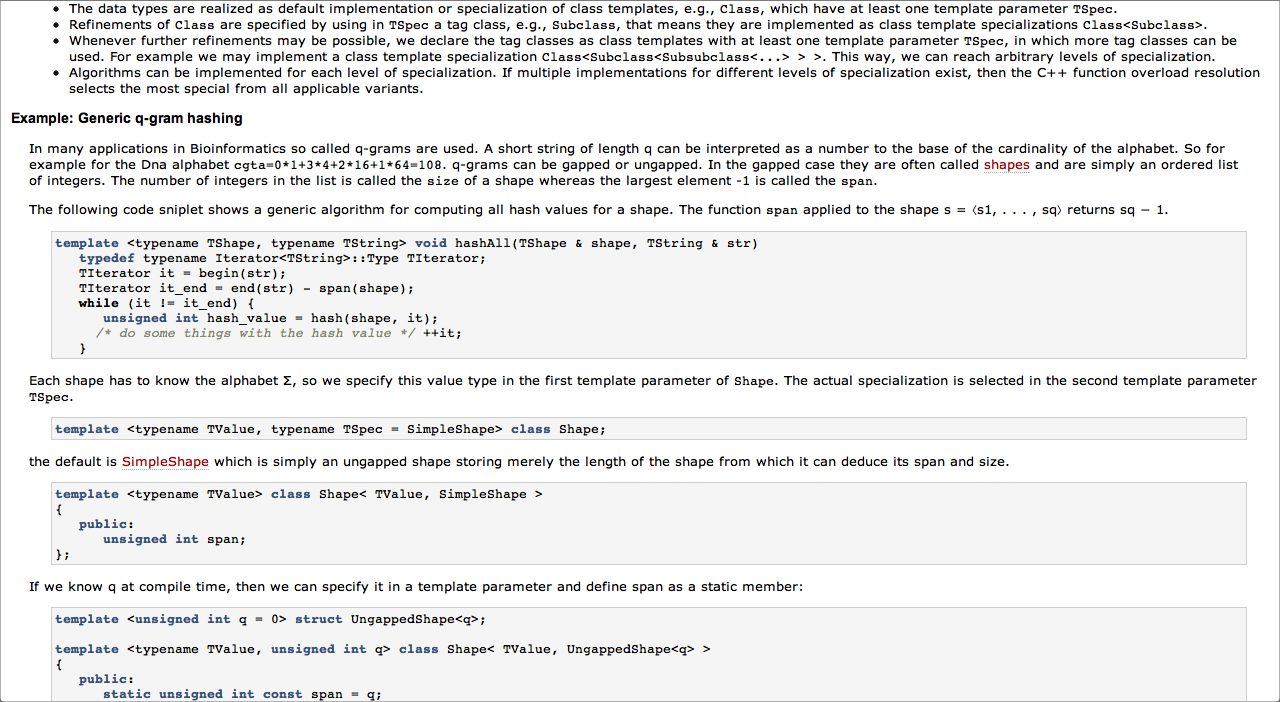 • The data types are realized as default implementation or specialization of class templates, e.g., Class, which have at least one template parameter TSpec.
• Refinements of Class are specified by using in TSpec a tag class, e.g., Subclass, that means they are implemented as class template specializations Class<Subclass>.
• Whenever further refinements may be possible, we declare the tag classes as class templates with at least one template parameter TSpec, in which more tag classes can be
used. For example we may implement a class template specialization Class<Subclass<Subsubclass<...> > >. This way, we can reach arbitrary levels of specialization.
• Algorithms can be implemented for each level of specialization. If multiple implementations for different levels of specialization exist, then the C++ function overload resolution
selects the most special from all applicable variants.
Example: Generic q-gram hashing
In many applications in Bioinformatics so called q-grams are used. A short string of length q can be interpreted as a number to the base of the cardinality of the alphabet. So for
example for the Dna alphabet cgta=0*1+3*4+2*16+1*64=108. q-grams can be gapped or ungapped. In the gapped case they are often called shapes and are simply an ordered list
of integers. The number of integers in the list is called the size of a shape whereas the largest element -1 is called the span.
The following code sniplet shows a generic algorithm for computing all hash values for a shape. The function span applied to the shape s = ⟨s1, . . . , sq⟩ returns sq − 1.
template <typename TShape, typename TString> void hashAll(TShape & shape, TString & str)
typedef typename Iterator<TString>::Type TIterator;
TIterator it = begin(str);
TIterator it_end = end(str) - span(shape);
while (it != it_end) {
unsigned int hash_value = hash(shape, it);
/* do some things with the hash value */ ++it;
}
Each shape has to know the alphabet Σ, so we specify this value type in the first template parameter of Shape. The actual specialization is selected in the second template parameter
TSpec.
template <typename TValue, typename TSpec = SimpleShape> class Shape;
the default is SimpleShape which is simply an ungapped shape storing merely the length of the shape from which it can deduce its span and size.
template <typename TValue> class Shape< TValue, SimpleShape >
{
public:
unsigned int span;
};
If we know q at compile time, then we can specify it in a template parameter and define span as a static member:
template <unsigned int q = 0> struct UngappedShape<q>;
template <typename TValue, unsigned int q> class Shape< TValue, UngappedShape<q> >
{
public:
static unsigned int const span = q;